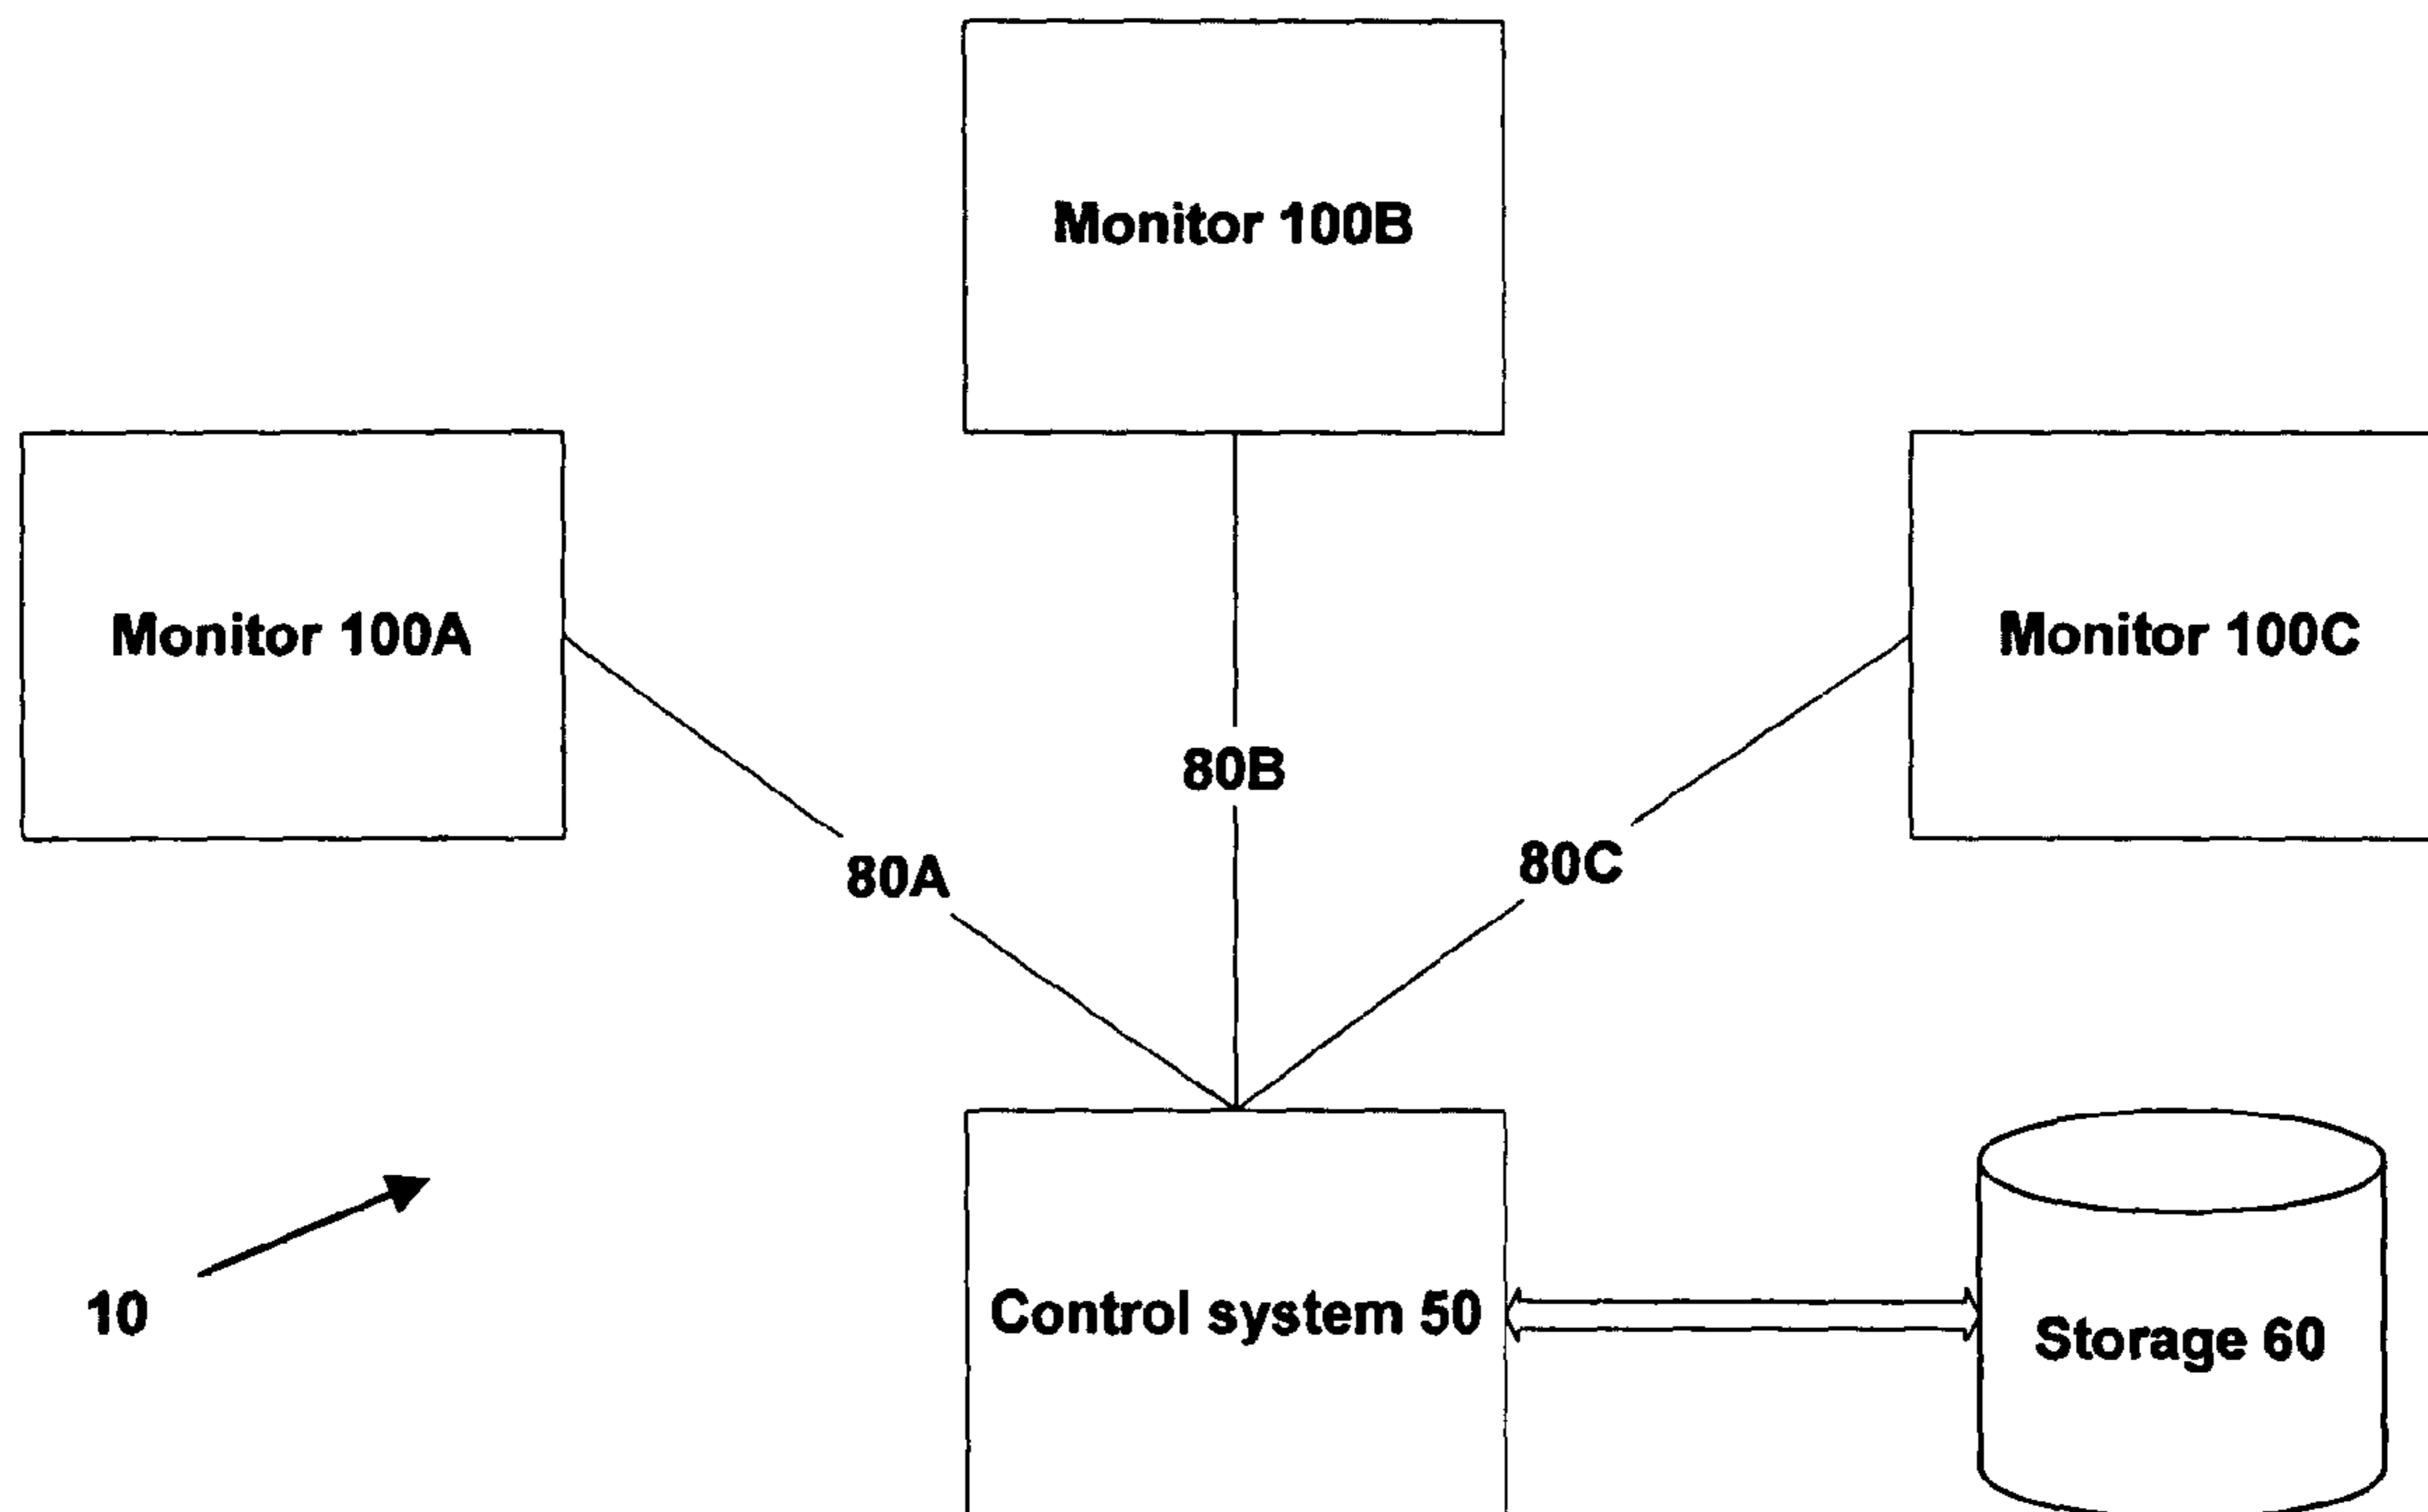 Monitor 100B
Monitor 100A
Monitor 100C
80B
80A
80C
10
Control system 50
Storage 60